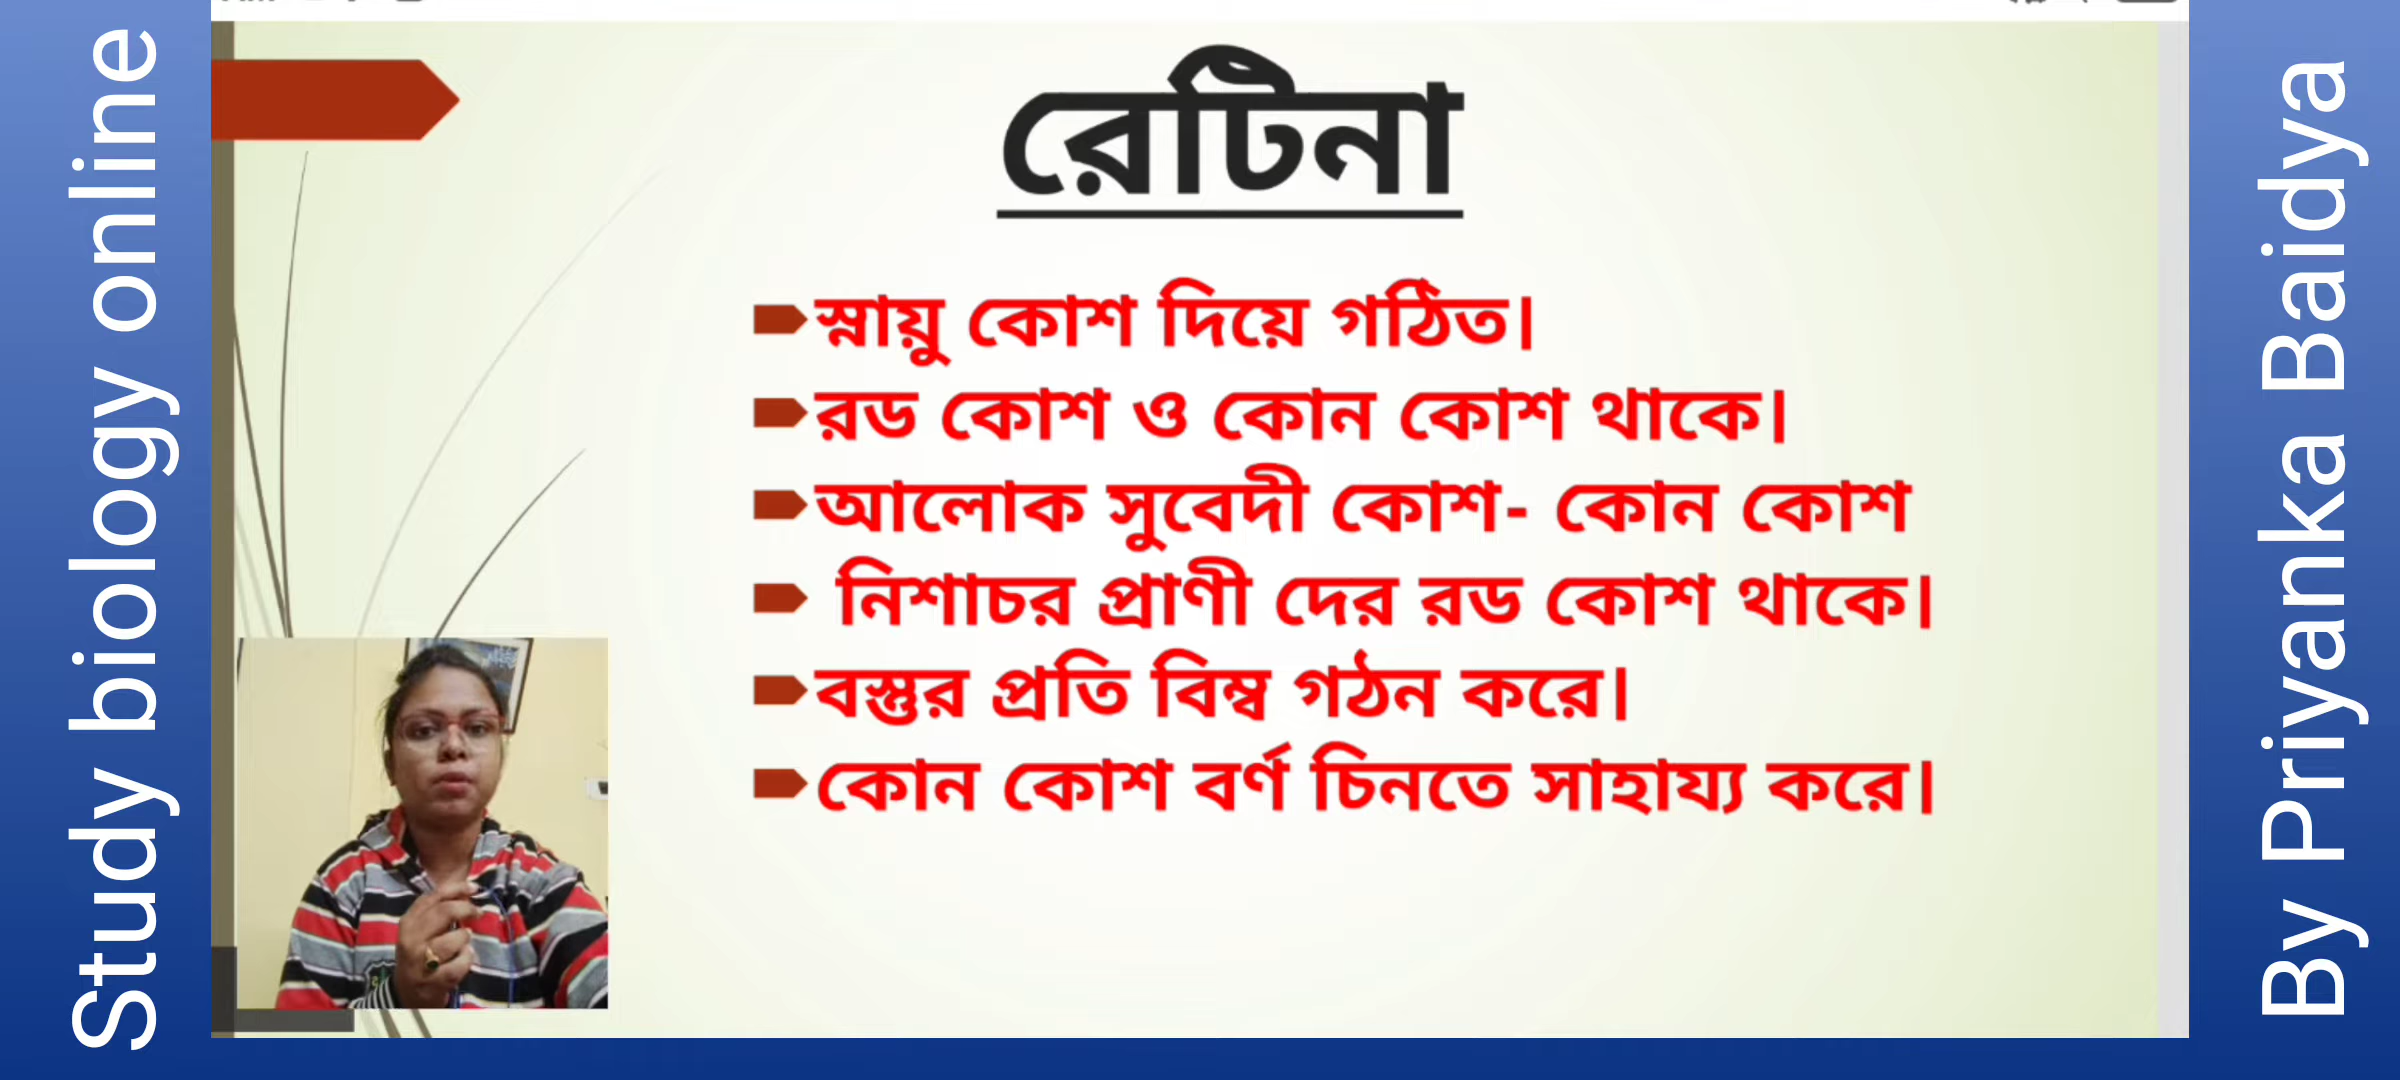 Study biology online
রেটিনা
স্নায়ু কোশ দিয়ে গঠিত।
রড কোশ ও কোন কোশ থাকে।
আলোক সুবেদী কোশ- কোন কোশ
নিশাচর প্রাণী দের রড কোশ থাকে।
বস্তুর প্রতি বিম্ব গঠন করে।
কোন কোশ বর্ণ চিনতে সাহায্য করে।
By Priyanka Baidya